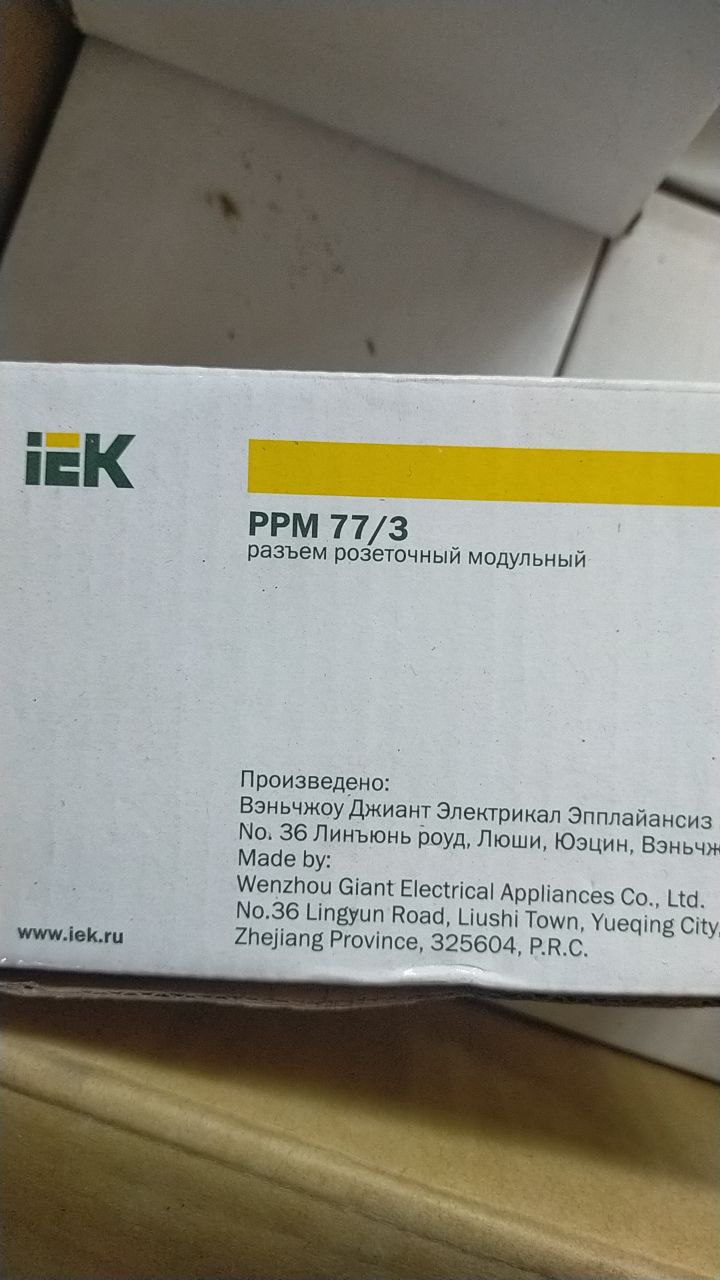 iEK
РРМ 77/3
разъем розеточный модульный
Произведено:
Вэньчжоу Джиант Электрикал Эпплайансиз
No. 36 Линъюнь роуд, Люши, Юэцин,
Made by:
Wenzhou Giant Electrical Appliances Co., Ltd.
No.36 Lingyun Road, Liushi Town, Yueqing City,
Zhejiang Province, 325604, P.R.C.
www.iek.ru